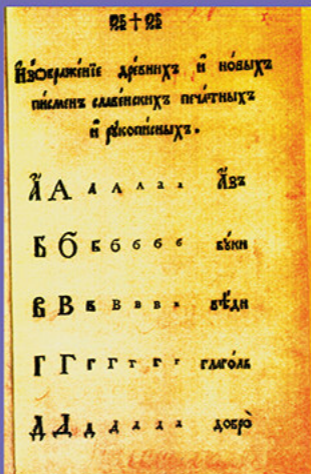 Изображенїе древнихъ и новыхъ
писменъ славенскихъ печатныхъ
и рукописныхъ.
А А А А а а а Азъ
Б Б Б б б б б буки
В В в В в в в вѣди
Г Г Г Г Г г г глаголь
Д Д Д д д д д добро